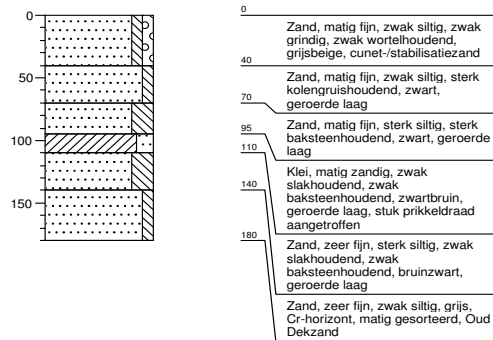 0
50
100
150
0
Zand, matig fijn, zwak siltig, zwak
grindig, zwak wortelhoudend,
grijsbeige, cunet-/stabilisatiezand
40
Zand, matig fijn, zwak siltig, sterk
kolengruishoudend, zwart,
geroerde laag
70
Zand, matig fijn, sterk siltig, sterk
baksteenhoudend, zwart, geroerde
laag
95
110
Klei, matig zandig, zwak
slakhoudend, zwak
baksteenhoudend, zwartbruin,
geroerde laag, stuk prikkeldraad
aangetroffen
140
Zand, zeer fijn, sterk siltig, zwak
slakhoudend, zwak
baksteenhoudend, bruinzwart,
geroerde laag
180
Zand, zeer fijn, zwak siltig, grijs,
Cr-horizont, matig gesorteerd, Oud
Dekzand